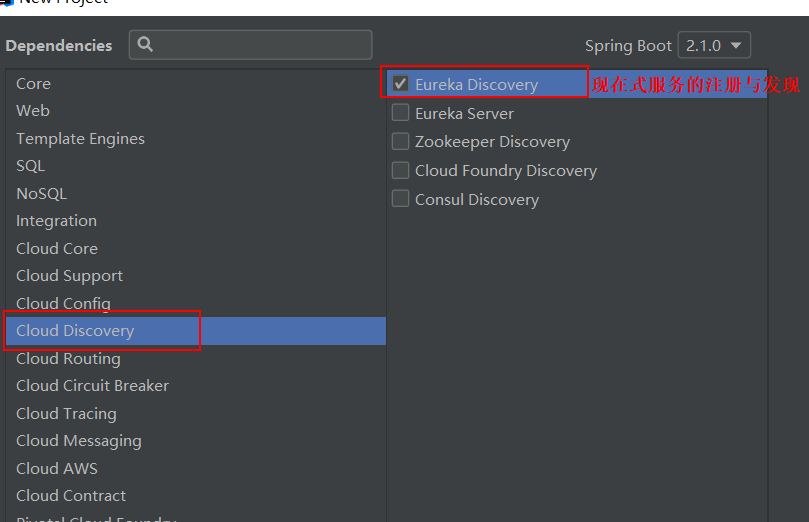 New Project
Dependencies
Spring Boot 2.1.0
Core
Web
Template Engines
SQL
NoSQL
Integration
Cloud Core
Cloud Support
Cloud Config
Cloud Discovery
Cloud Routing
Cloud Circuit Breaker
Cloud Tracing
Cloud Messaging
Cloud AWS
Cloud Contract
Pivotal Cloud Foundry
Eureka Discovery 现在式服务的注册与发现
Eureka Server
Zookeeper Discovery
Cloud Foundry Discovery
Consul Discovery